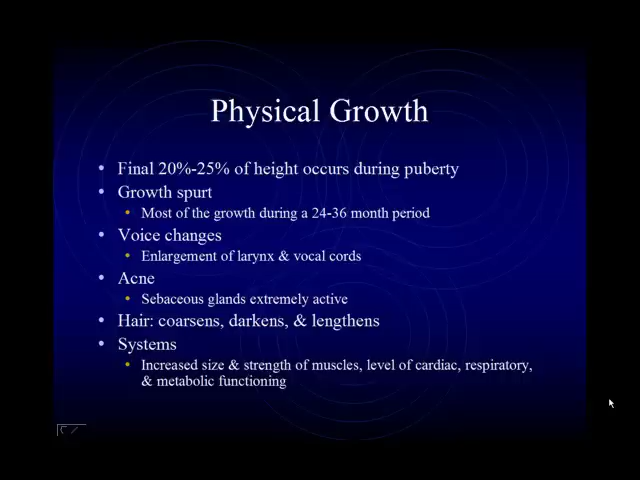 Physical Growth
• Final 20%-25% of height occurs during puberty
• Growth spurt
• Most of the growth during a 24-36 month period
• Voice changes
• Enlargement of larynx & vocal cords
• Acne
• Sebaceous glands extremely active
• Hair: coarsens, darkens, & lengthens
• Systems
• Increased size & strength of muscles, level of cardiac, respiratory,
& metabolic functioning